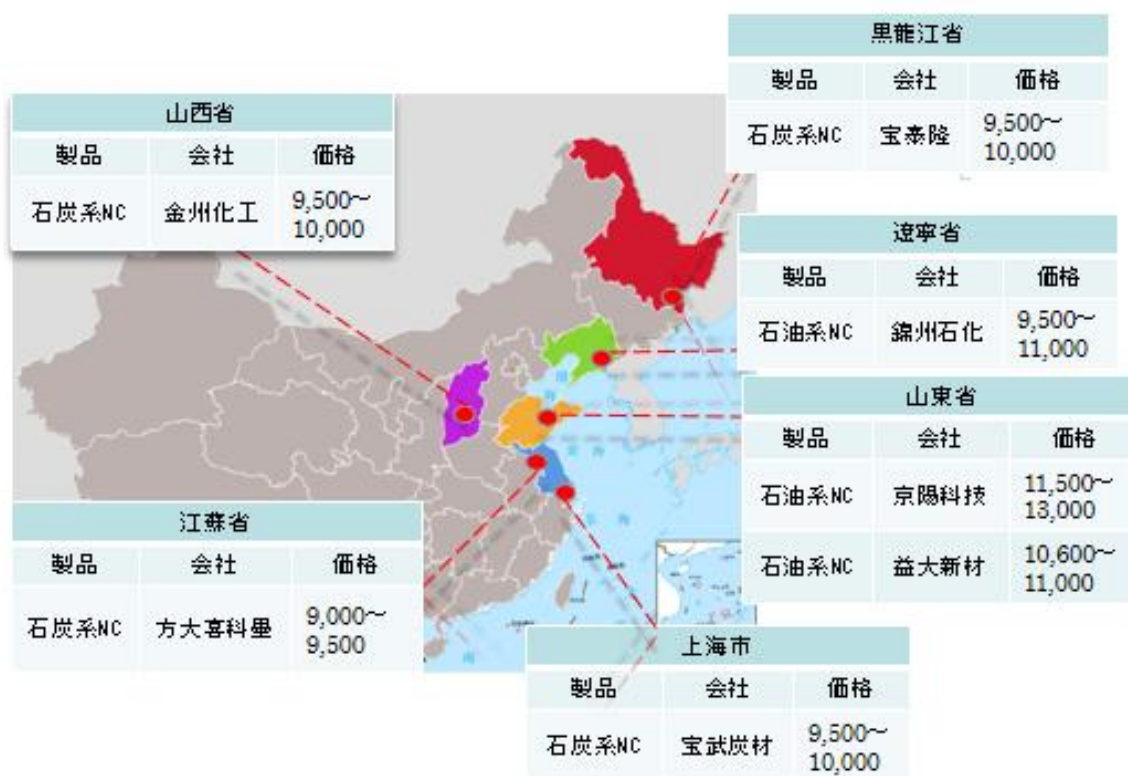 黒龍江省
製品 会社 価格
石炭系NC 宝泰隆 9,500～
10,000
山西省
製品 会社 価格
石炭系NC 金州化工 9,500～
10,000
遼寧省
製品 会社 価格
石油系NC 錦州石化 9,500～
11,000
山東省
製品 会社 価格
石油系NC 京陽科技 11,500～
13,000
石油系NC 益大新材 10,600～
11,000
江蘇省
製品 会社 価格
石炭系NC 方大喜科墨 9,000～
9,500
上海市
製品 会社 価格
石炭系NC 宝武炭材 9,500～
10,000